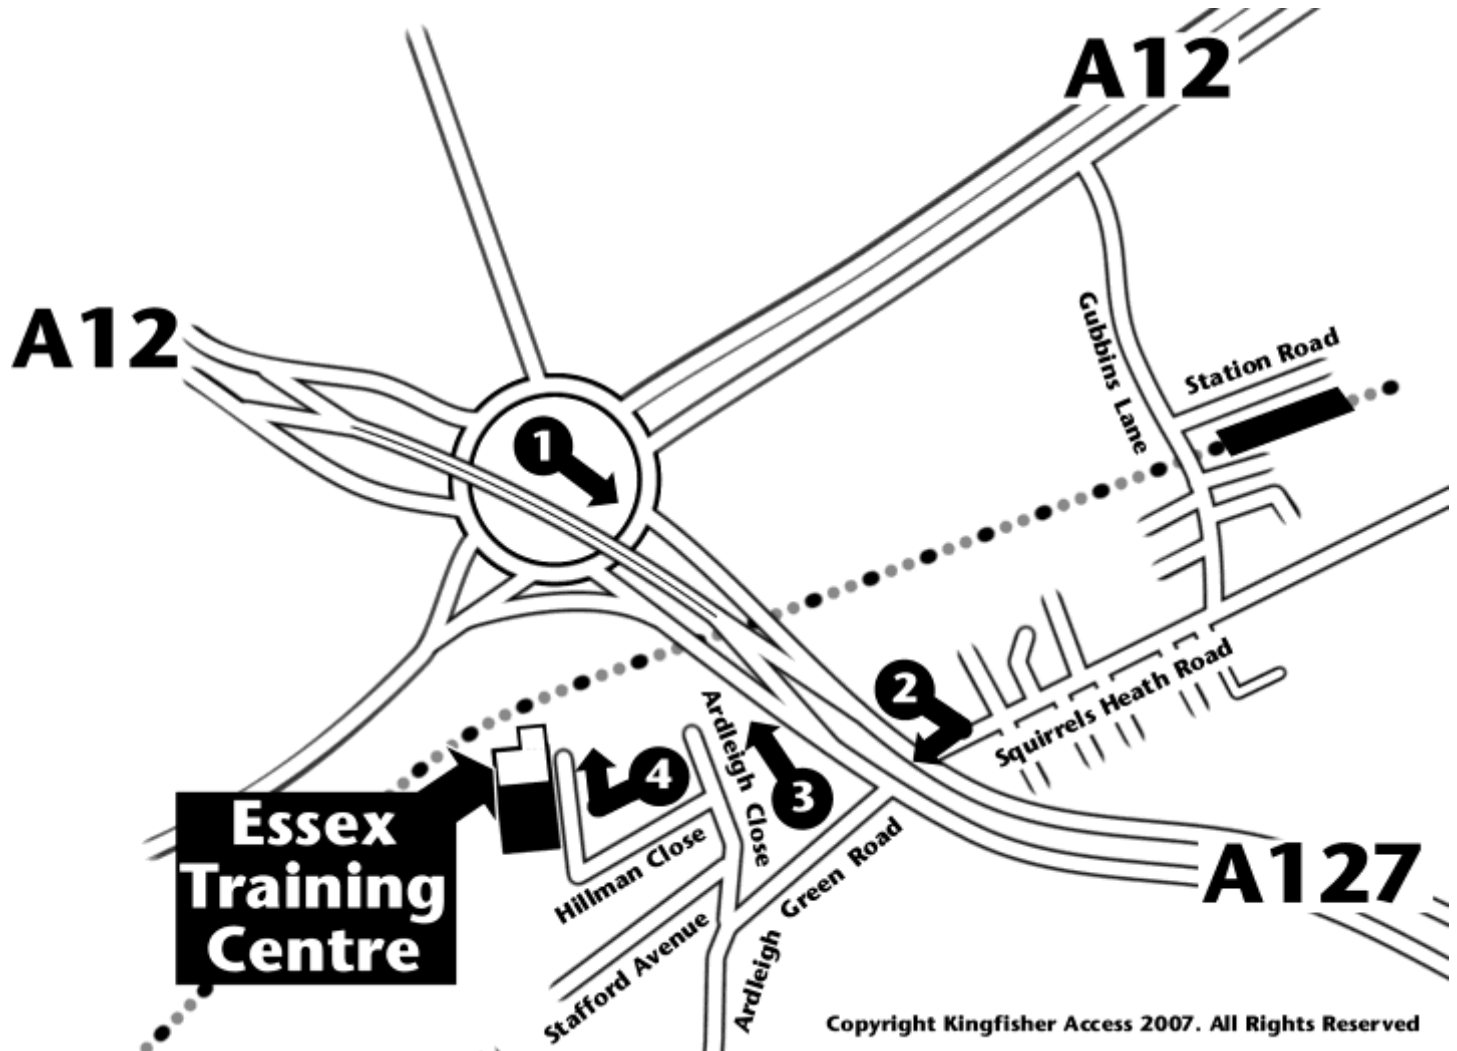 A12
A12
Gubbins Lane
Station Road
1
2
Squirrels Heath Road
Ardleigh Close
4
3
Essex
Training
Centre
Hillman Close
Stafford Avenue
Ardleigh Green Road
A127
Copyright Kingfisher Access 2007. All Rights Reserved